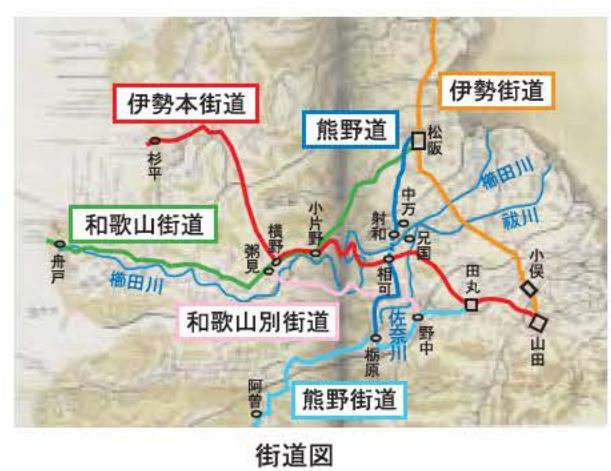 伊勢本街道
熊野道
伊勢街道
松阪
杉平
中万
櫛田川
小片野
射和
祓川
和歌山街道
横野
粥見
兄国
舟戸
櫛田川
相可
田丸
小俣
和歌山別街道
佐奈川
野中
山田
栃原
阿曽
熊野街道
街道図